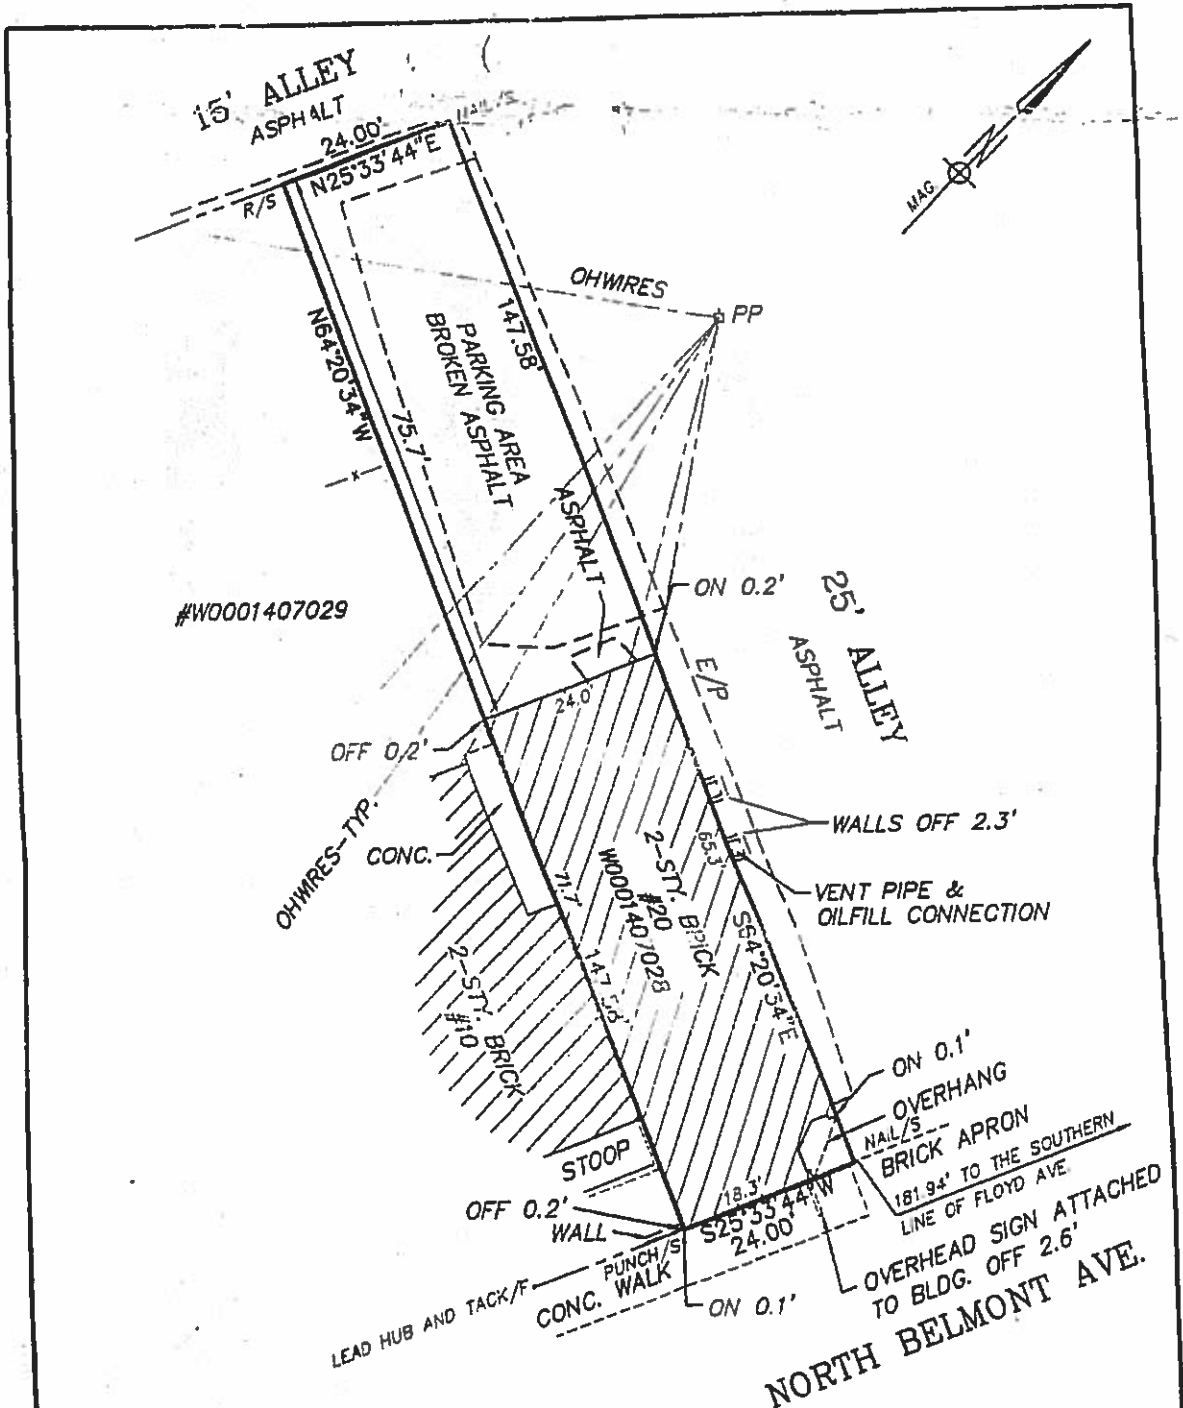 15' ALLEY
ASPHALT
24.00'
N25°33'44"E
R/S
MAG.
N
OHWIRES
PP
147.58'
N64°20'34"W
PARKING AREA
BROKEN ASPHALT
75.7'
ASPHALT
#W0001407029
ON 0.2'
25' ALLEY
ASPHALT
E/P
24.0'
OFF 0.2'
OHWIRES-TYP.
CONC.
WALLS OFF 2.3'
65.3'
2-STY. BRICK
#20
W0001407028
71.7'
VENT PIPE &
OILFILL CONNECTION
S64°20'34"E
147.58'
2-STY. BRICK
#10
ON 0.1'
OVERHANG
NAIL/S
BRICK APRON
STOOP
181.94' TO THE SOUTHERN
LINE OF FLOYD AVE.
OFF 0.2'
WALL
18.3'
S25°33'44"W
24.00'
PUNCH/S
CONC. WALK
LEAD HUB AND TACK/F
ON 0.1'
OVERHEAD SIGN ATTACHED
TO BLDG. OFF 2.6'
NORTH BELMONT AVE.